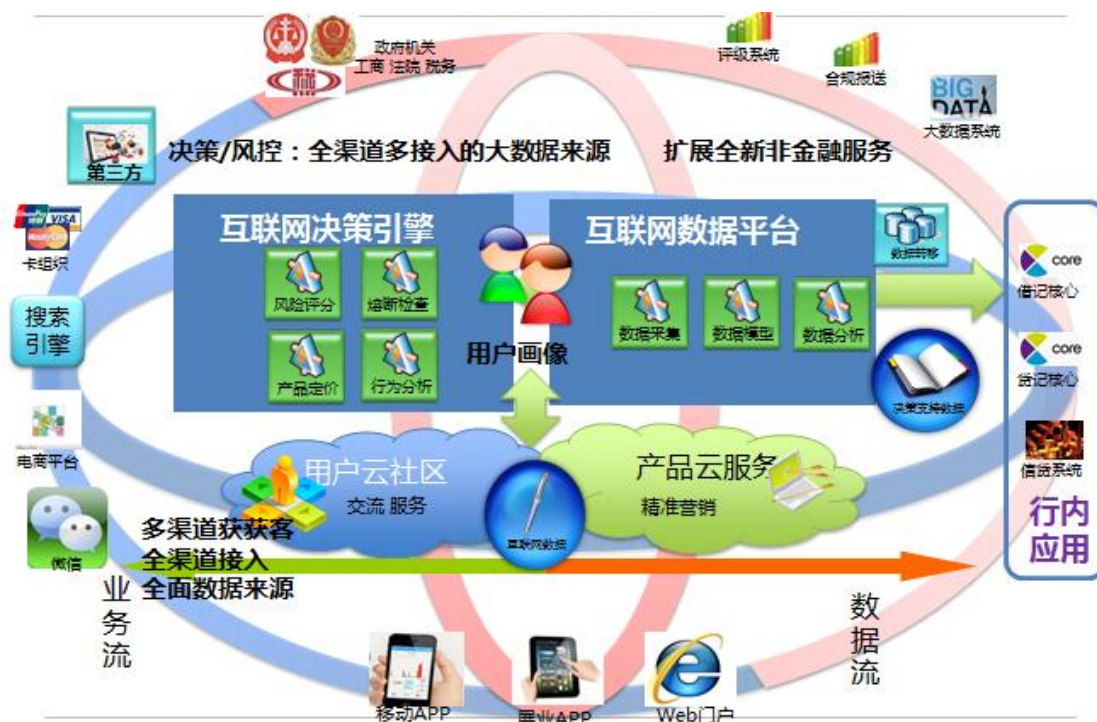 政府机关
工商 法院 税务
评级系统
合规报送
BIG
DATA
大数据系统
第三方
决策/风控：全渠道多接入的大数据来源
扩展全新非金融服务
VISA
MasterCard
卡组织
互联网决策引擎
互联网数据平台
数据转移
风险评分
熔断检查
用户画像
数据采集
数据模型
数据分析
core
借记核心
搜索
引擎
产品定价
行为分析
决策支持数据
core
贷记核心
电商平台
用户云社区
交流 服务
产品云服务
精准营销
互联网数据
信贷系统
行内
应用
微信
多渠道获获客
全渠道接入
全面数据来源
业务流
数据流
移动APP
展业APP
Web门户